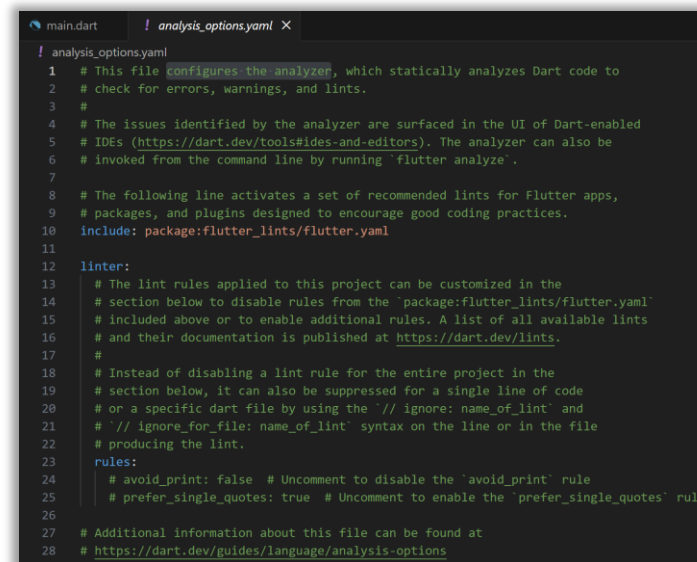 main.dart
! analysis_options.yaml ×
! analysis_options.yaml
1 # This file configures the analyzer, which statically analyzes Dart code to
2 # check for errors, warnings, and lints.
3 #
4 # The issues identified by the analyzer are surfaced in the UI of Dart-enabled
5 # IDEs (https://dart.dev/tools#ides-and-editors). The analyzer can also be
6 # invoked from the command line by running `flutter analyze`.
7
8 # The following line activates a set of recommended lints for Flutter apps,
9 # packages, and plugins designed to encourage good coding practices.
10 include: package:flutter_lints/flutter.yaml
11
12 linter:
13 # The lint rules applied to this project can be customized in the
14 # section below to disable rules from the `package:flutter_lints/flutter.yaml`
15 # included above or to enable additional rules. A list of all available lints
16 # and their documentation is published at https://dart.dev/lints.
17 #
18 # Instead of disabling a lint rule for the entire project in the
19 # section below, it can also be suppressed for a single line of code
20 # or a specific dart file by using the `// ignore: name_of_lint` and
21 # `// ignore_for_file: name_of_lint` syntax on the line or in the file
22 # producing the lint.
23 rules:
24 # avoid_print: false # Uncomment to disable the `avoid_print` rule
25 # prefer_single_quotes: true # Uncomment to enable the `prefer_single_quotes` rul
26
27 # Additional information about this file can be found at
28 # https://dart.dev/guides/language/analysis-options